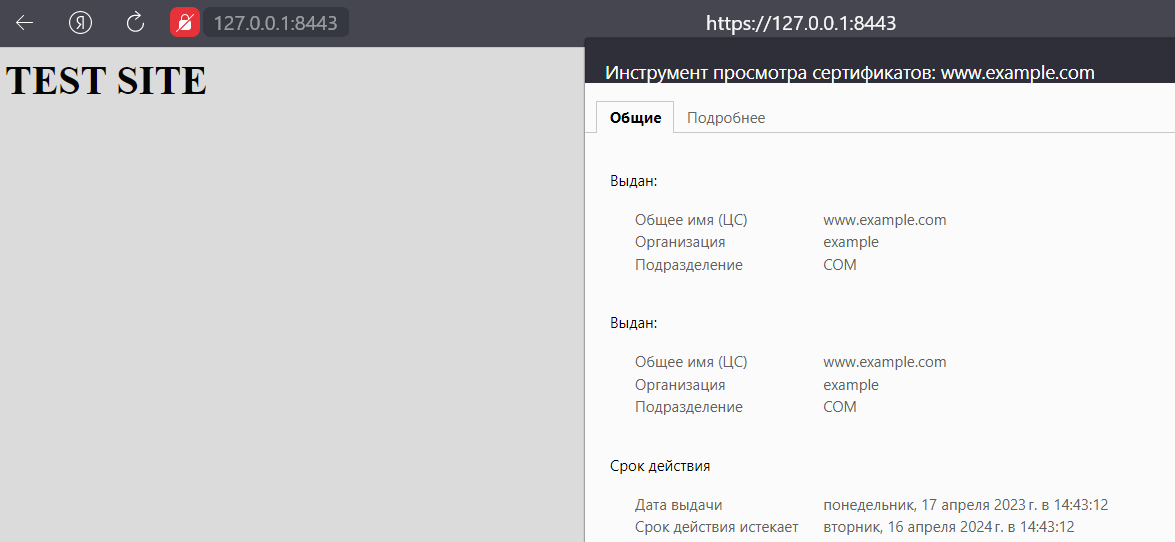 Я 127.0.0.1:8443 https://127.0.0.1:8443
TEST SITE
Инструмент просмотра сертификатов: www.example.com
Общие Подробнее
Выдан:
Общее имя (ЦС) www.example.com
Организация example
Подразделение COM
Выдан:
Общее имя (ЦС) www.example.com
Организация example
Подразделение COM
Срок действия
Дата выдачи понедельник, 17 апреля 2023 г. в 14:43:12
Срок действия истекает вторник, 16 апреля 2024 г. в 14:43:12